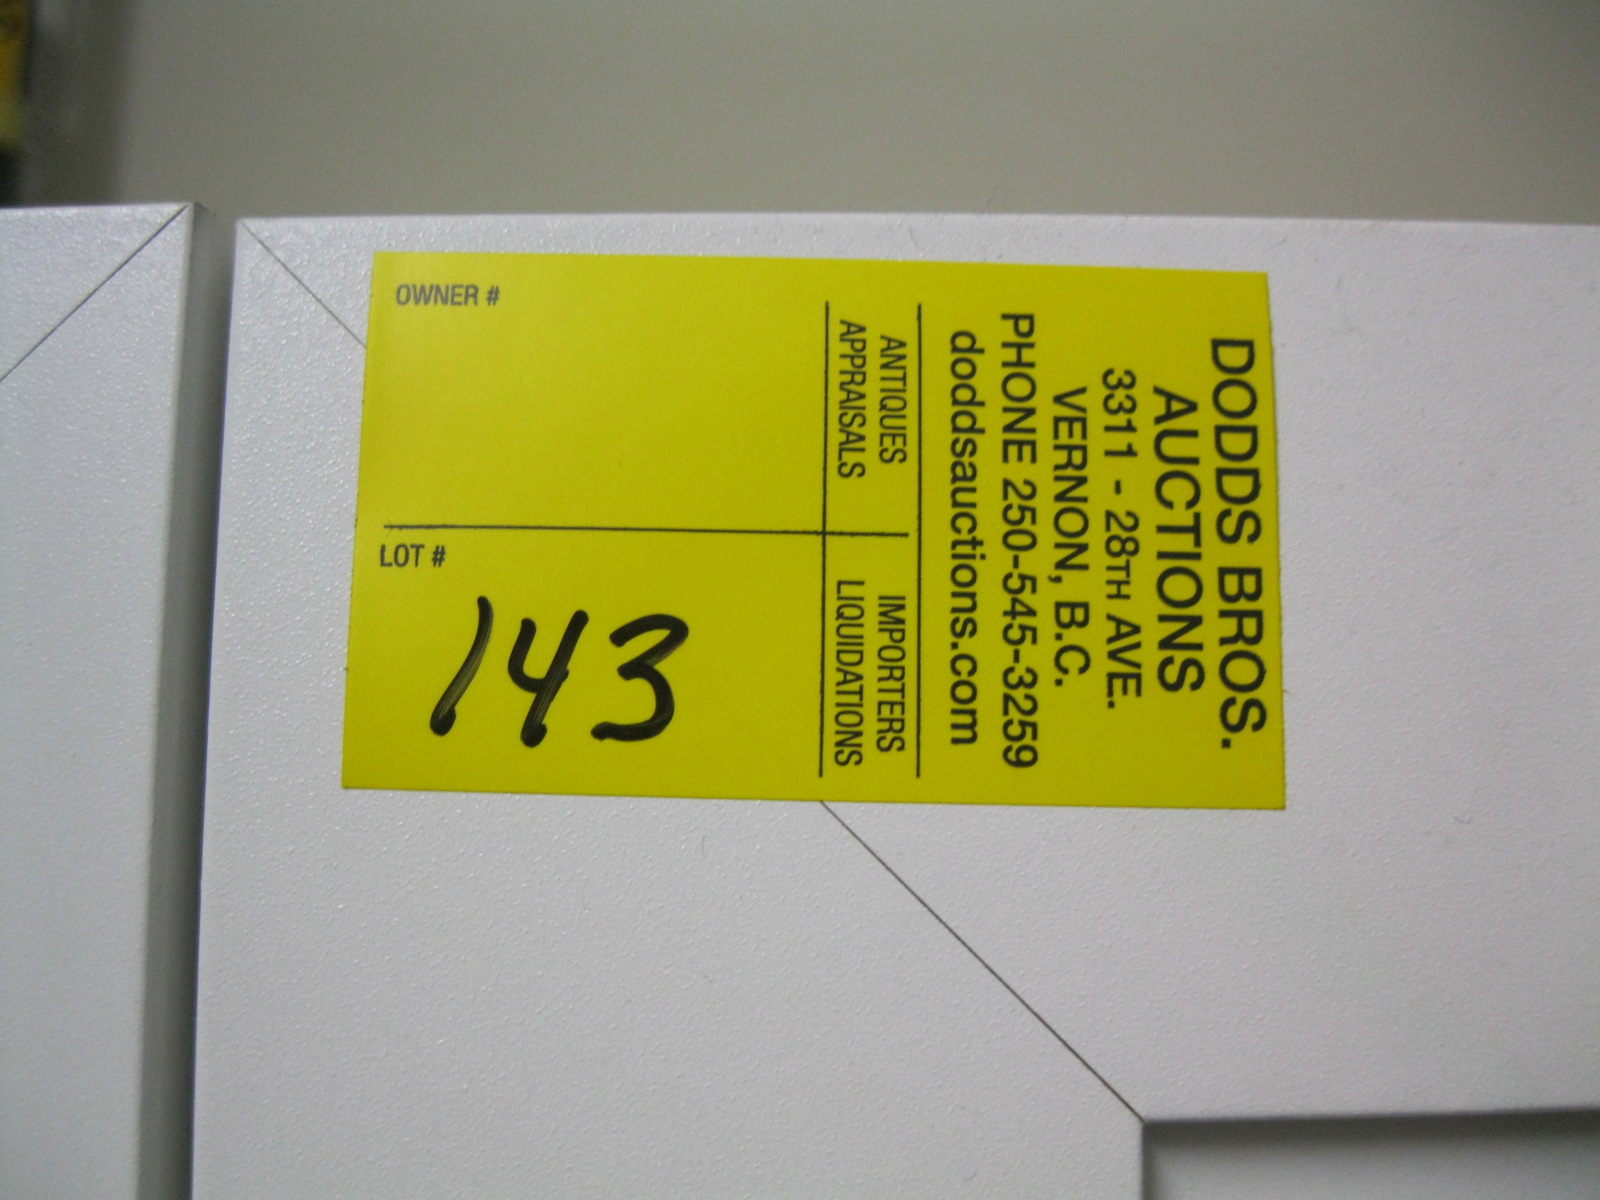 DODDS BROS.
AUCTIONS
3311 - 28TH AVE.
VERNON, B.C.
PHONE 250-545-3259
doddsauctions.com
ANTIQUES
APPRAISALS
IMPORTERS
LIQUIDATIONS
OWNER #
LOT #
143